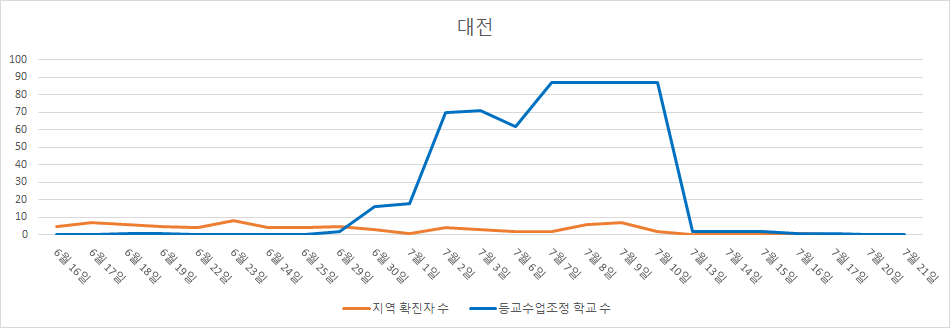 대전
100
90
80
70
60
50
40
30
20
10
0
6월 16일
6월 17일
6월 18일
6월 19일
6월 22일
6월 23일
6월 24일
6월 25일
6월 29일
6월 30일
7월 1일
7월 2일
7월 3일
7월 6일
7월 7일
7월 8일
7월 9일
7월 10일
7월 13일
7월 14일
7월 15일
7월 16일
7월 17일
7월 20일
7월 21일
지역 확진자 수
등교수업조정 학교 수